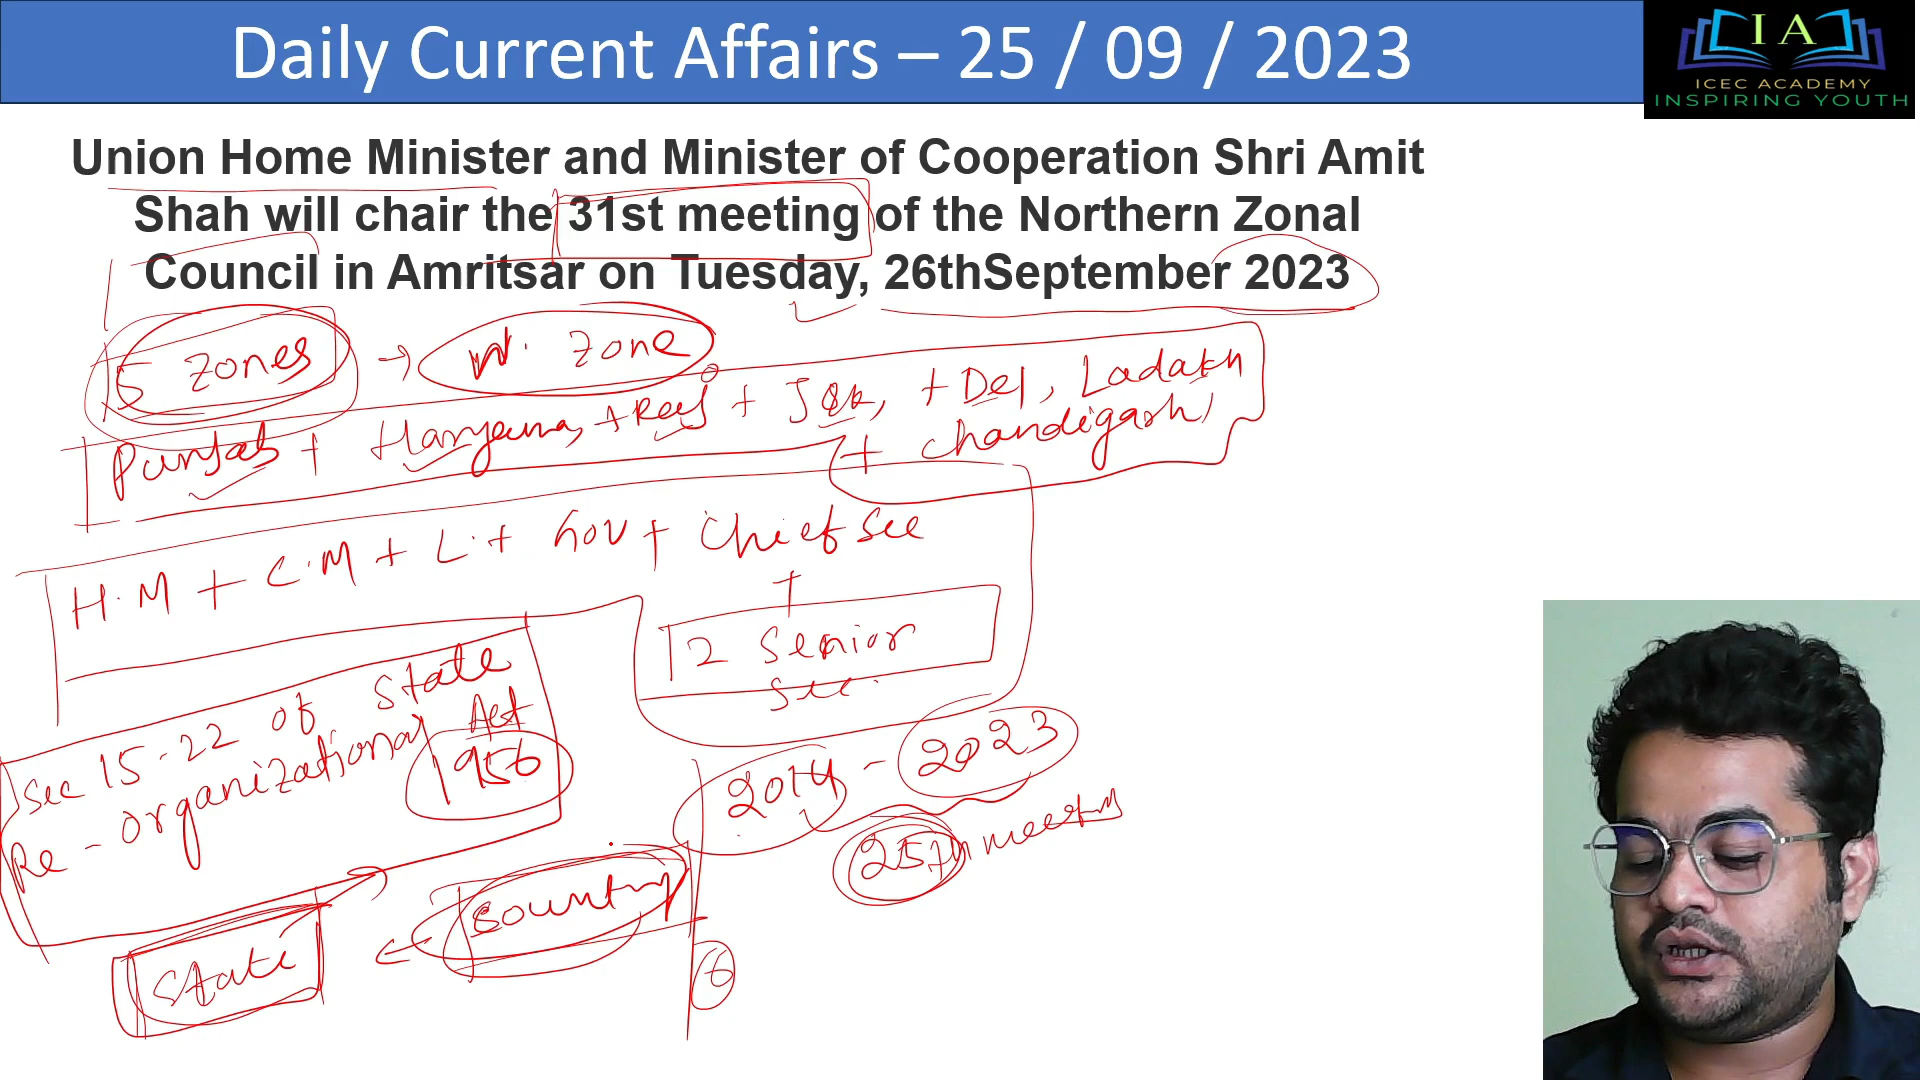 Daily Current Affairs – 25 / 09 / 2023
IA
ICEC ACADEMY
INSPIRING YOUTH
Union Home Minister and Minister of Cooperation Shri Amit
Shah will chair the 31st meeting of the Northern Zonal
Council in Amritsar on Tuesday, 26thSeptember 2023
5 Zones → N. Zone
Punjab + Haryana, + Raj + J&K, + Del, Ladakh
+ Chandigarh,
H.M + C.M + L. + Gov + Chief Sec
+
2 Senior
Sec.
Sec 15-22 of State
Re-organizational Act
1956
2014 - 2023
25th meeting
Country
State
6